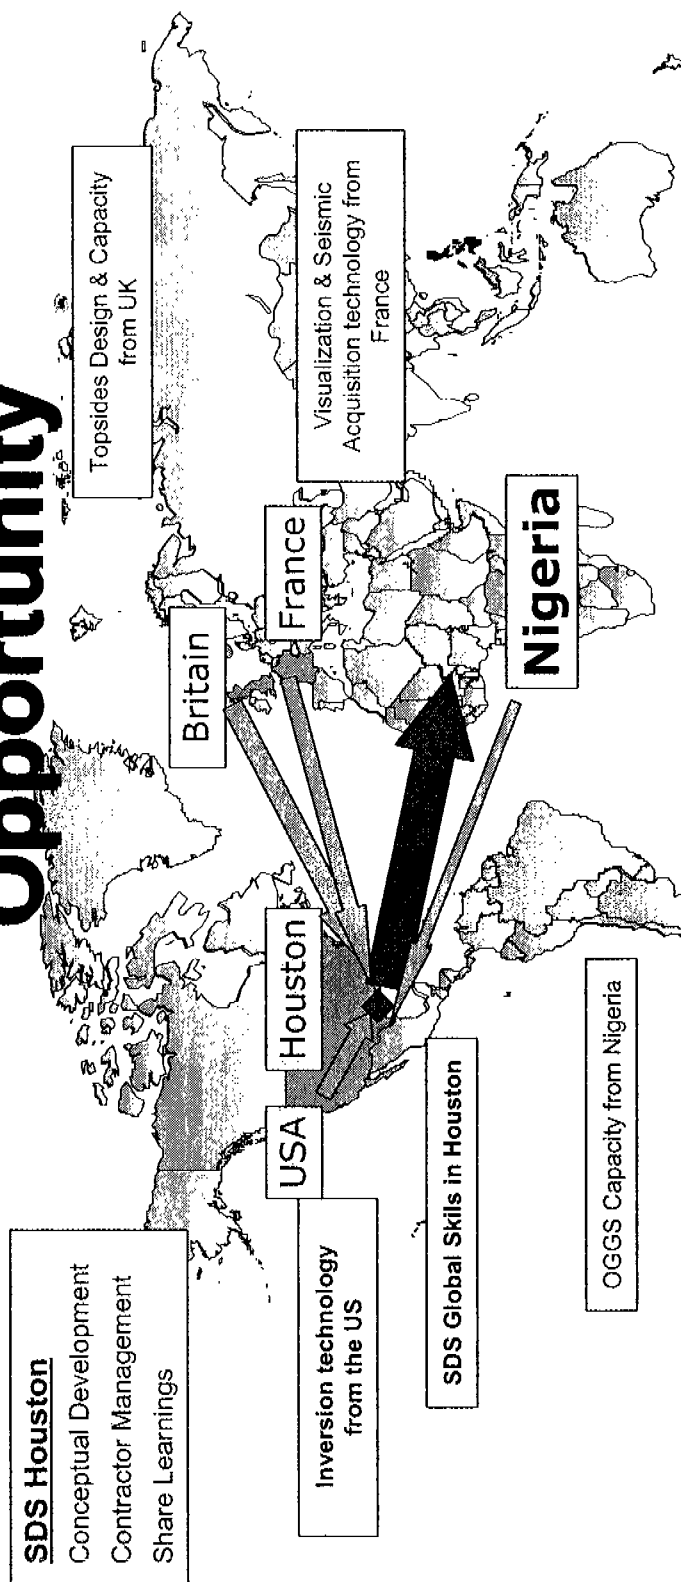 Opportunity
SDS Houston
Conceptual Development
Contractor Management
Share Learnings
Topsides Design & Capacity
from UK
Britain
USA
Houston
France
Inversion technology
from the US
Visualization & Seismic
Acquisition technology from
France
SDS Global Skills in Houston
Nigeria
OGGS Capacity from Nigeria